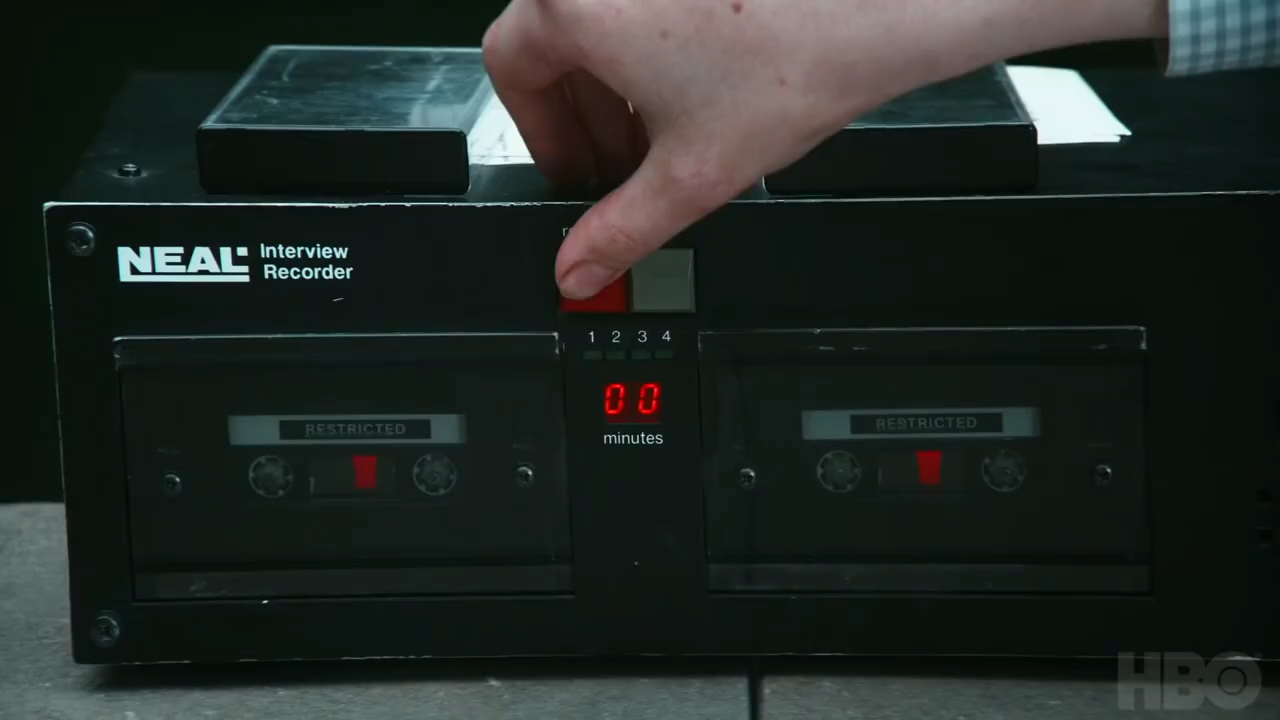 NEAL
Interview
Recorder
1 2 3 4
00
minutes
RESTRICTED
RESTRICTED
HBO